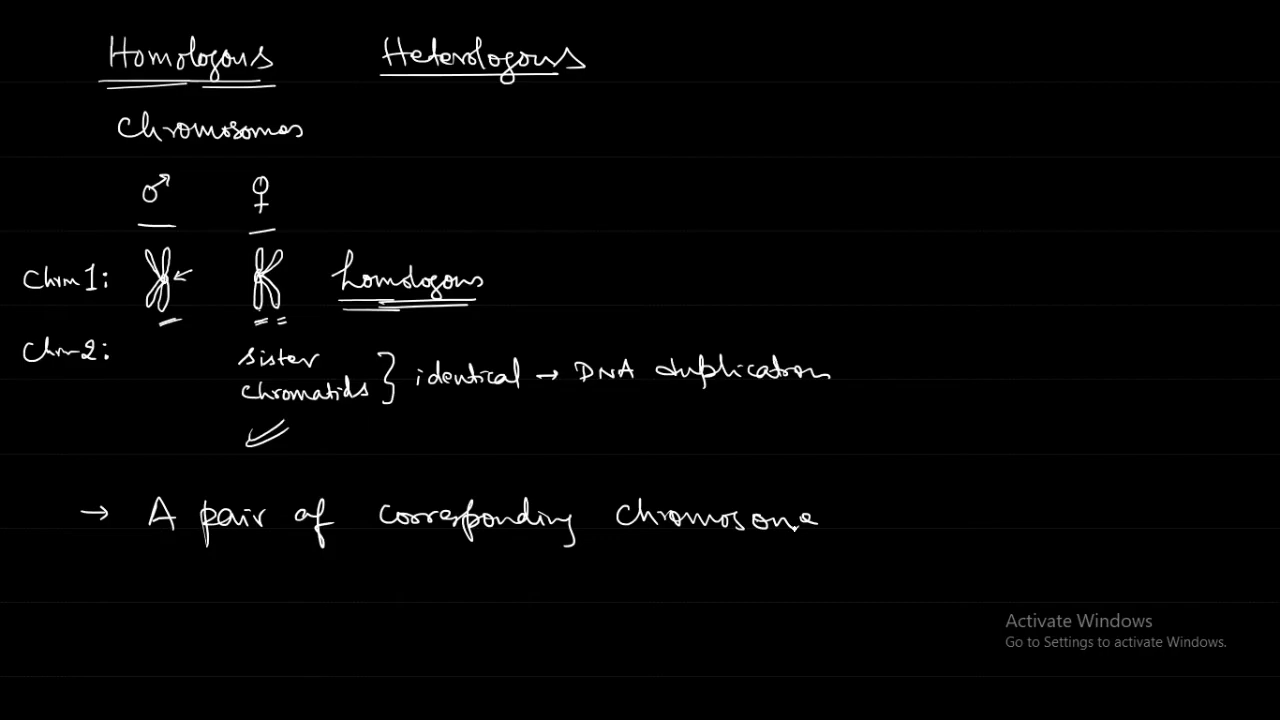 Homologous Heterologous
Chromosomes
♂ ♀
Chrm 1: homologous
Chrm 2:
sister
chromatids } identical → DNA duplication
→ A pair of corresponding chromosome
Activate Windows
Go to Settings to activate Windows.